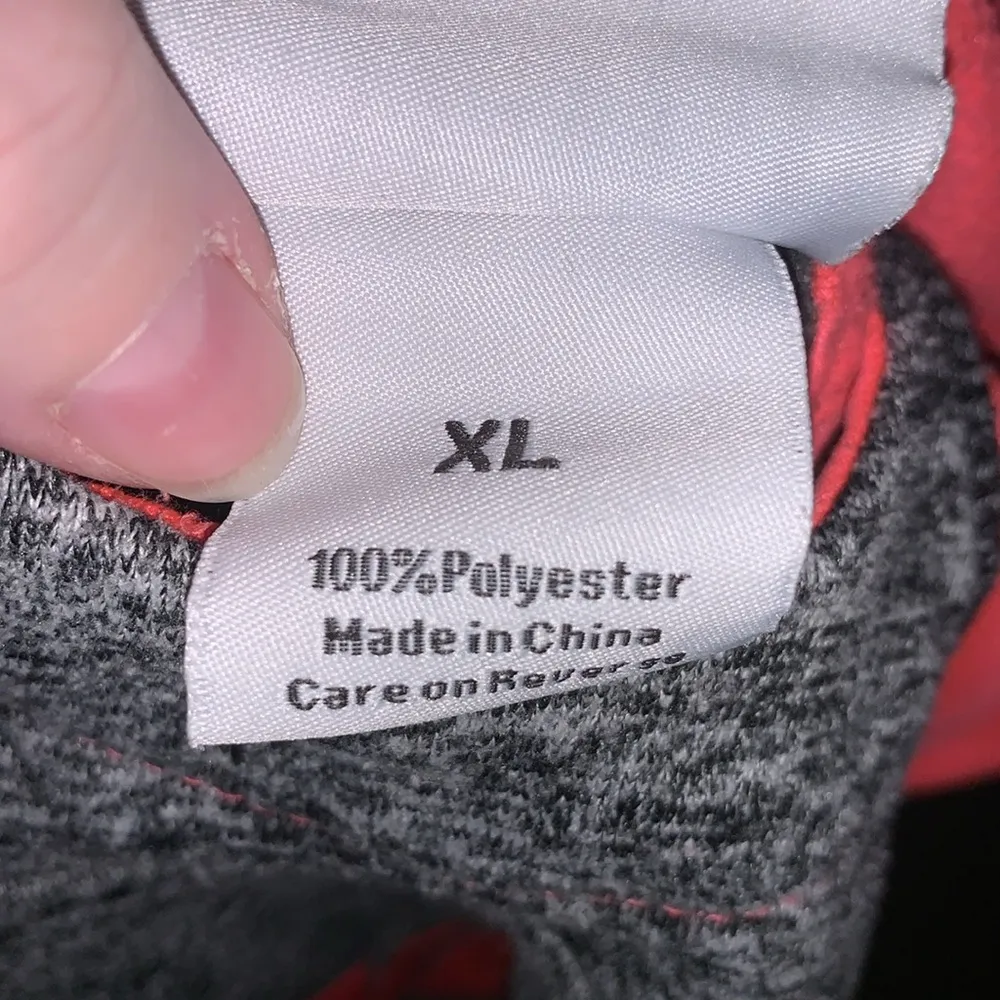 XL
100%Polyester
Made in China
Care on Reverse